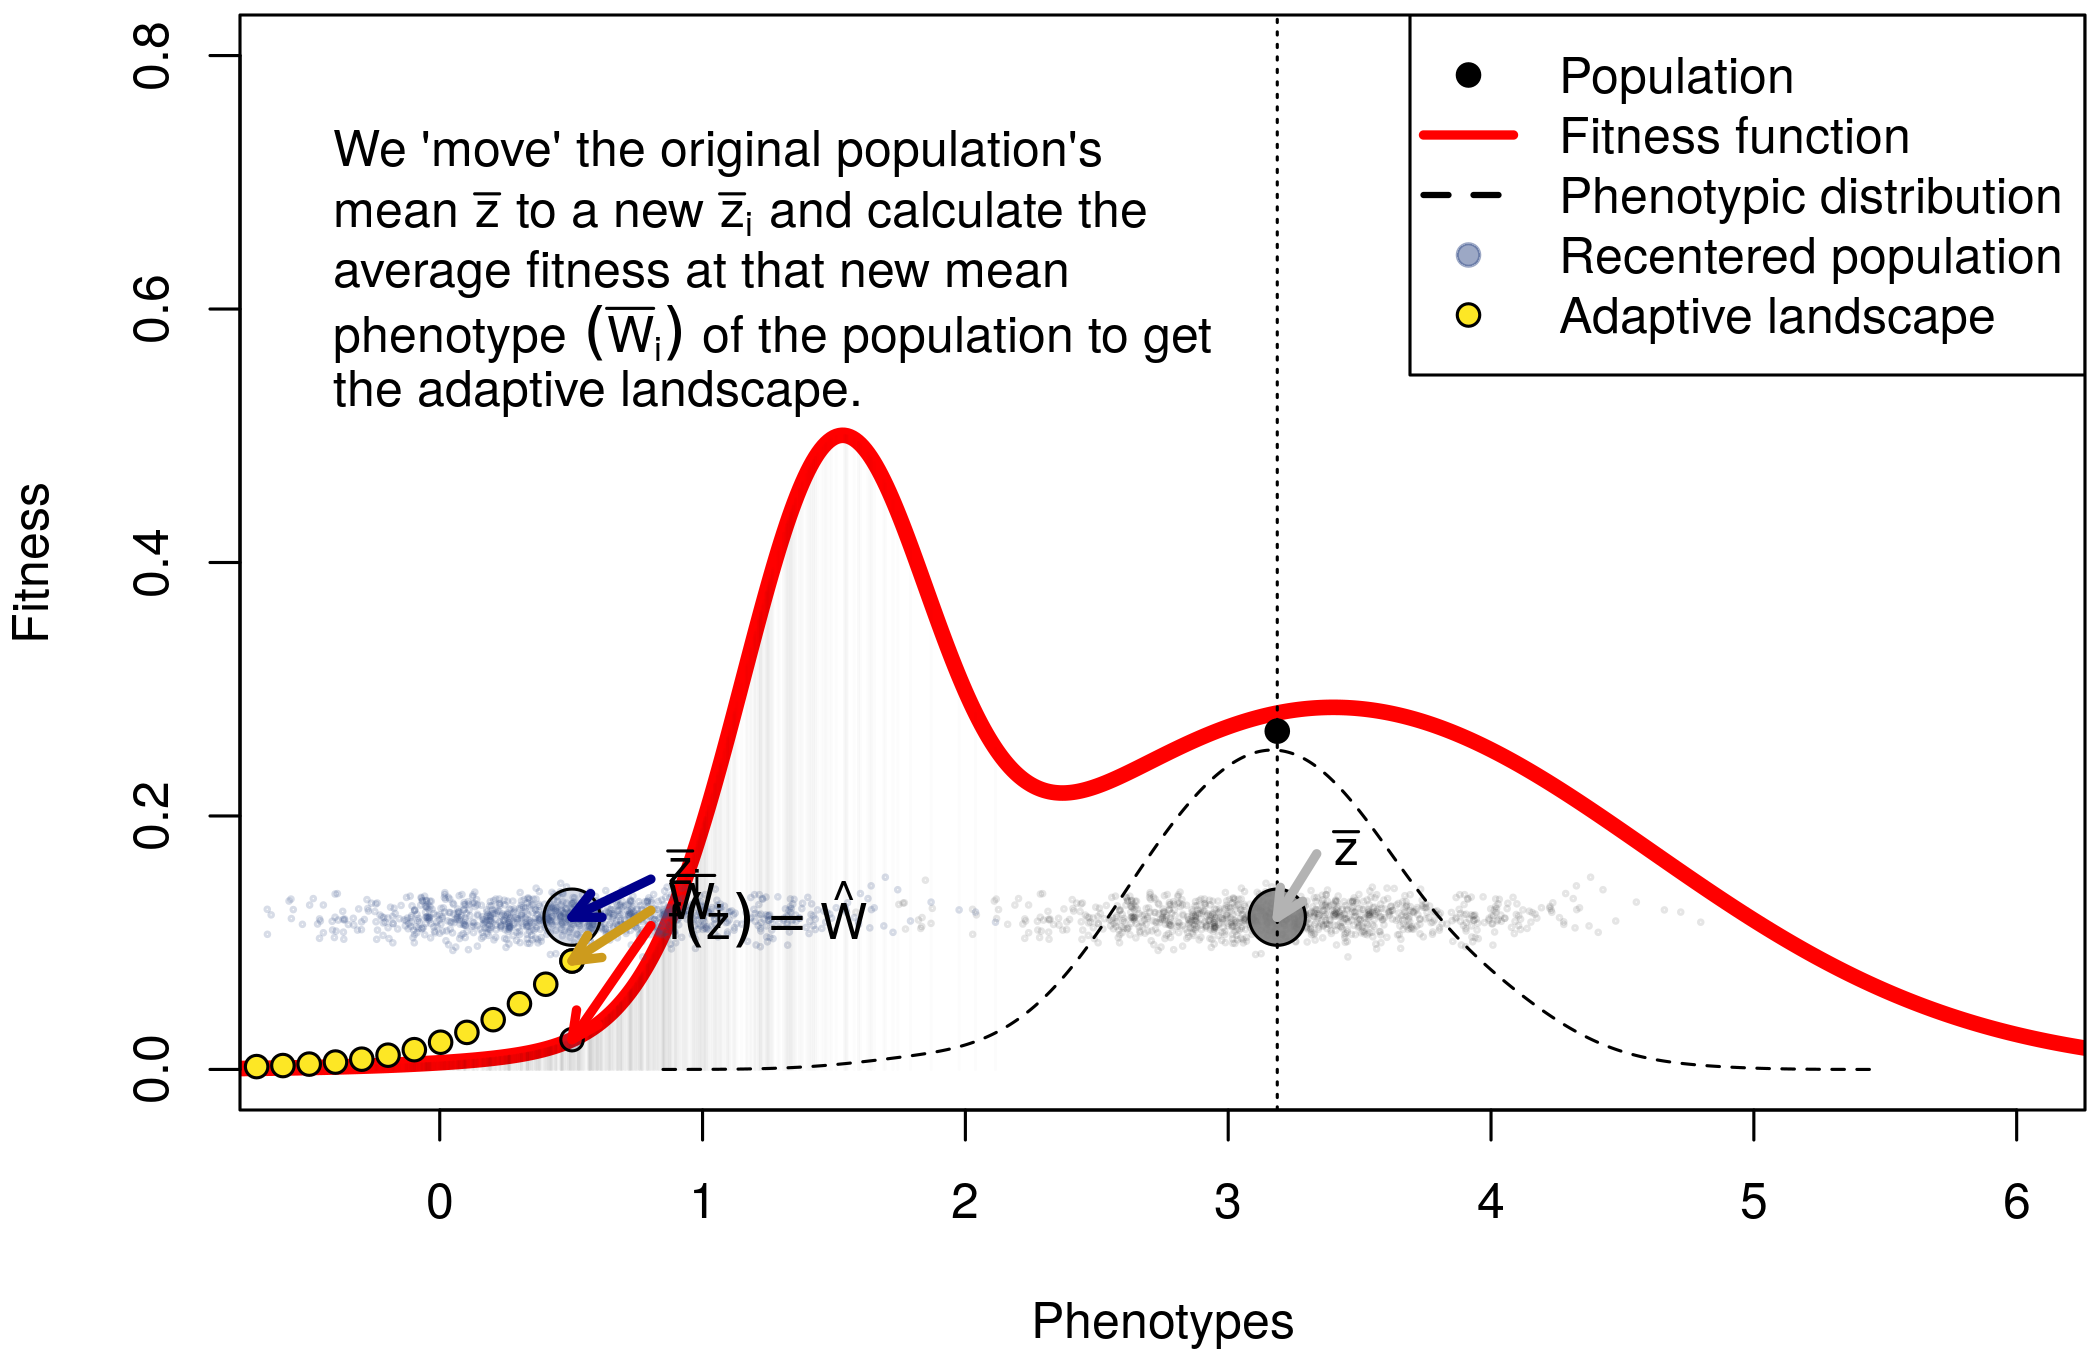 0.8
0.6
0.4
0.2
0.0
Fitness
We 'move' the original population's
mean z̅ to a new z̅ᵢ and calculate the
average fitness at that new mean
phenotype (W̅ᵢ) of the population to get
the adaptive landscape.
Population
Fitness function
Phenotypic distribution
Recentered population
Adaptive landscape
z̅
z̅ᵢ
W̅ᵢ
f(z) = Ŵ
0 1 2 3 4 5 6
Phenotypes